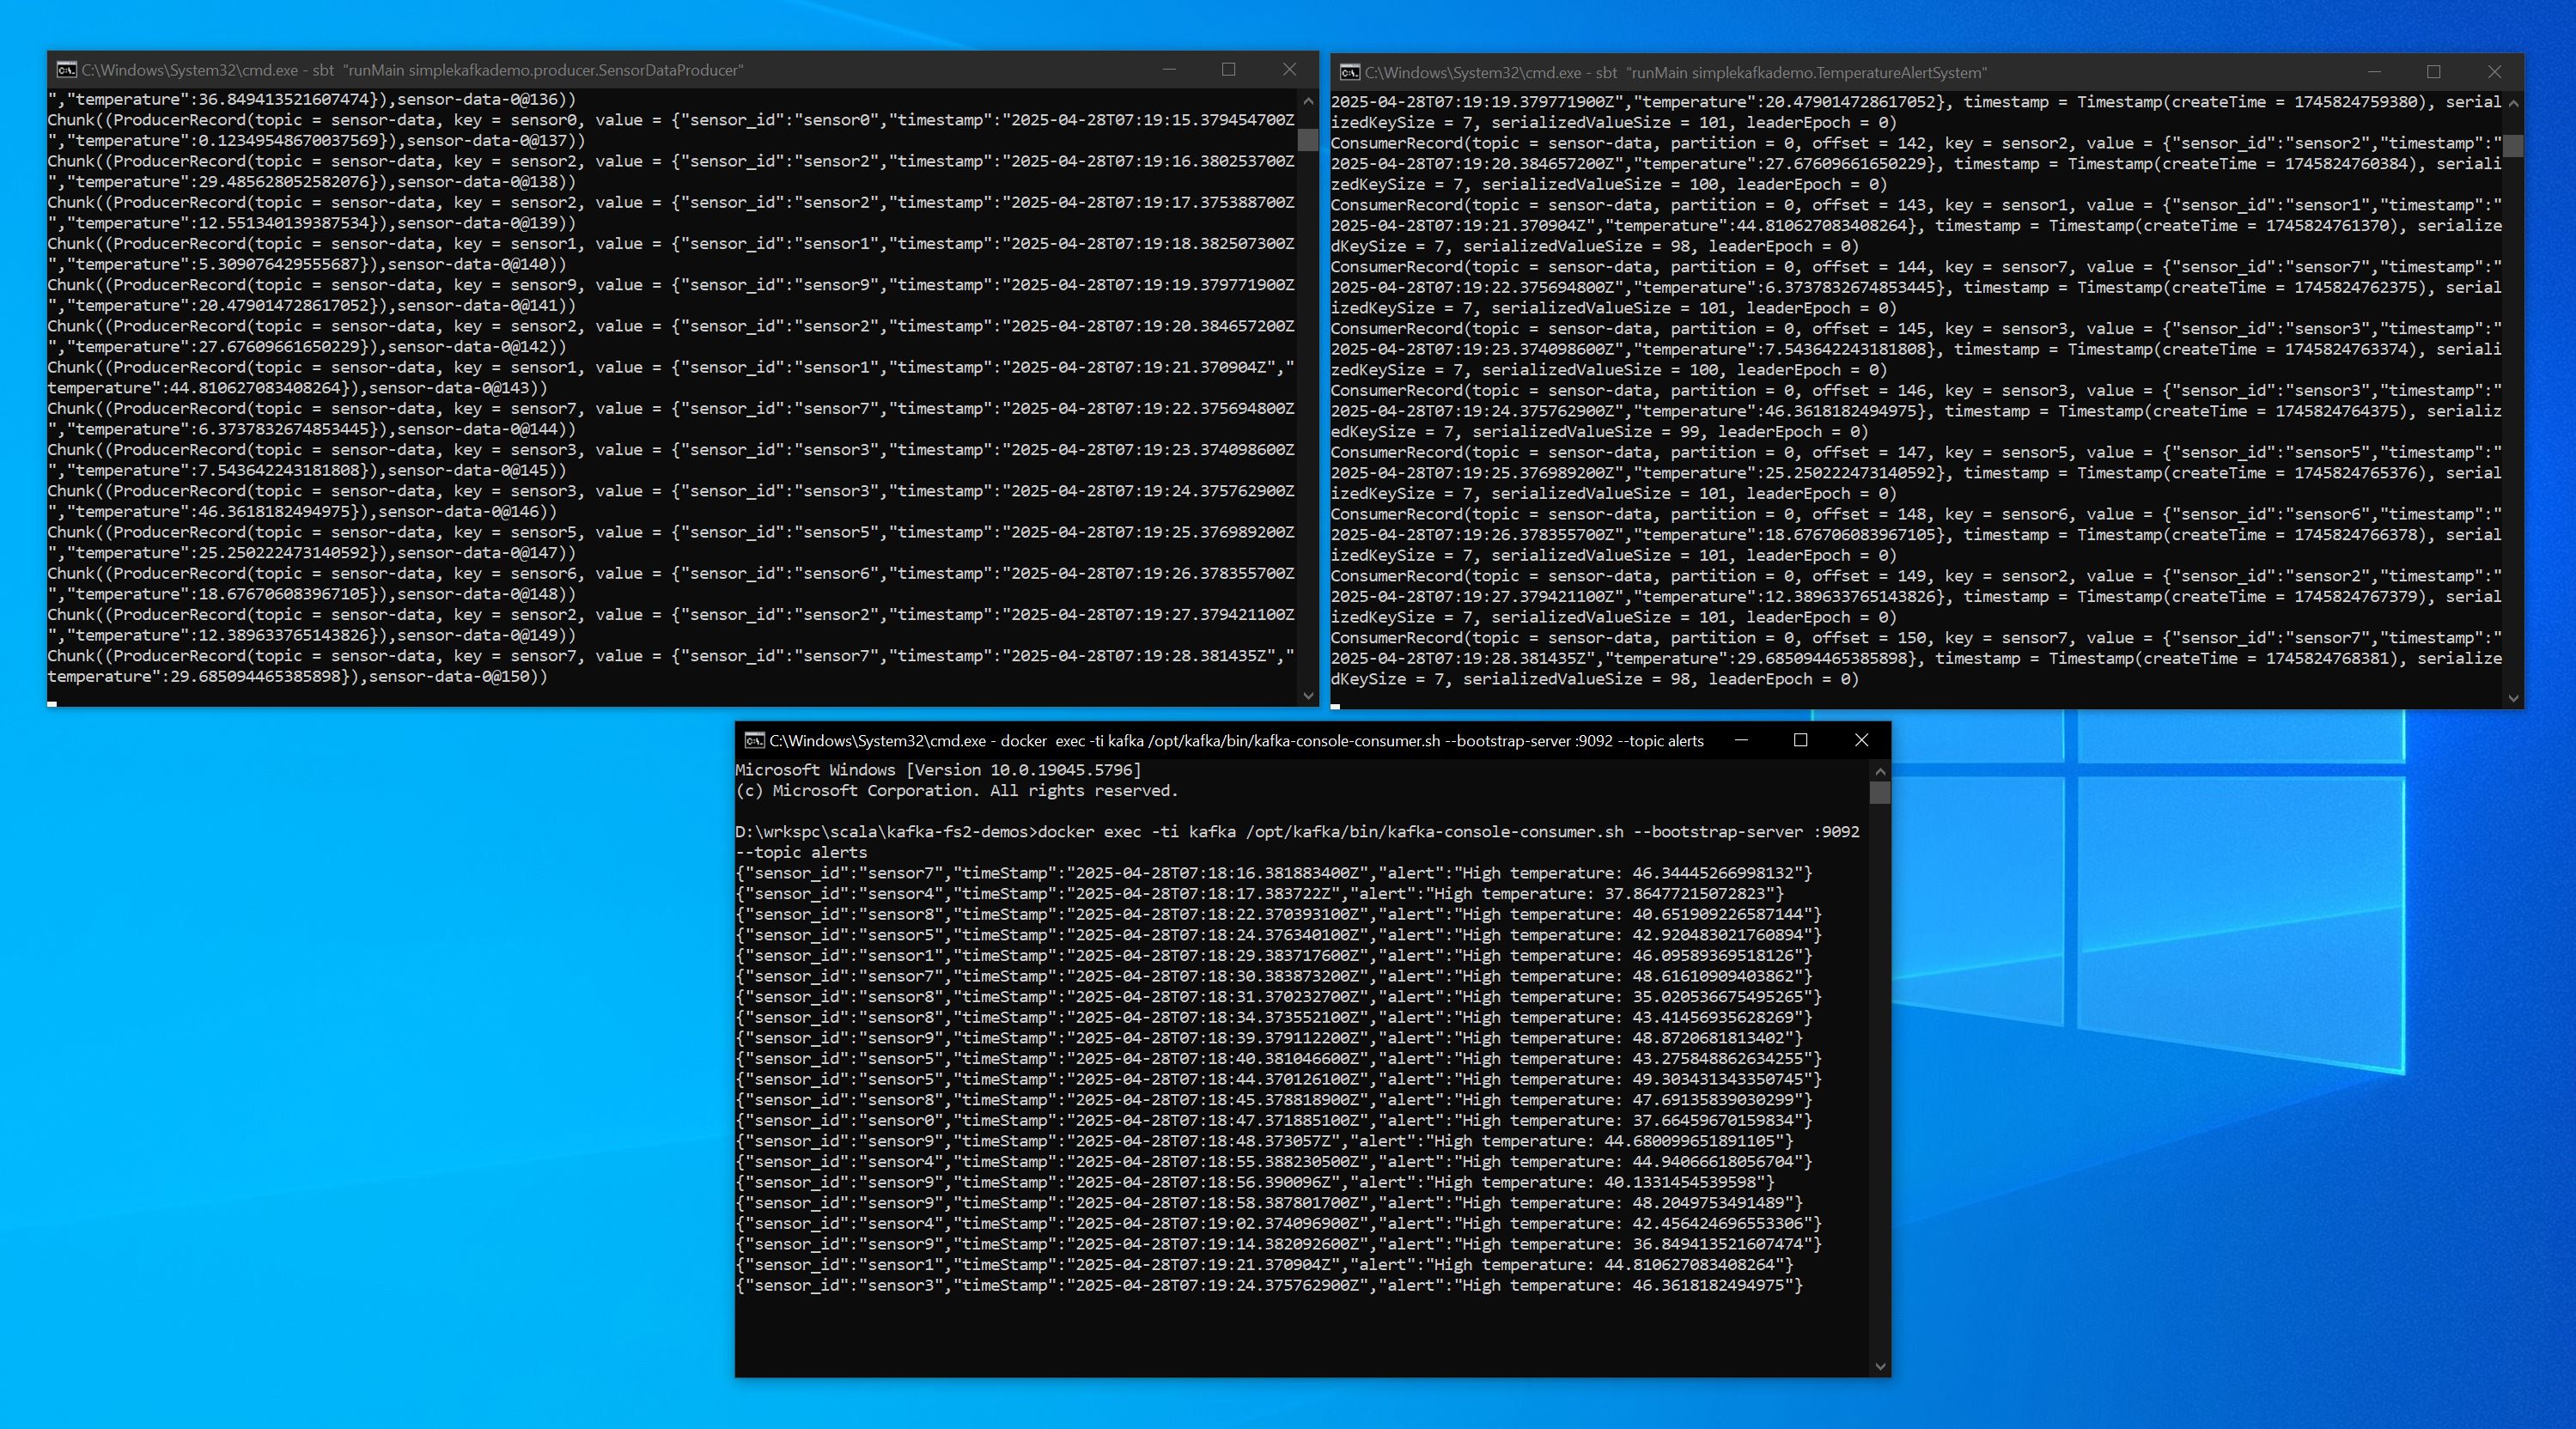 C:\Windows\System32\cmd.exe - sbt  "runMain simplekafkademo.producer.SensorDataProducer"
","temperature":36.849413521607474}),sensor-data-0@136))
Chunk((ProducerRecord(topic = sensor-data, key = sensor0, value = {"sensor_id":"sensor0","timestamp":"2025-04-28T07:19:15.379454700Z
","temperature":0.12349548670037569}),sensor-data-0@137))
Chunk((ProducerRecord(topic = sensor-data, key = sensor2, value = {"sensor_id":"sensor2","timestamp":"2025-04-28T07:19:16.380253700Z
","temperature":29.485628052582076}),sensor-data-0@138))
Chunk((ProducerRecord(topic = sensor-data, key = sensor2, value = {"sensor_id":"sensor2","timestamp":"2025-04-28T07:19:17.375388700Z
","temperature":12.551340139387534}),sensor-data-0@139))
Chunk((ProducerRecord(topic = sensor-data, key = sensor1, value = {"sensor_id":"sensor1","timestamp":"2025-04-28T07:19:18.382507300Z
","temperature":5.309076429555687}),sensor-data-0@140))
Chunk((ProducerRecord(topic = sensor-data, key = sensor9, value = {"sensor_id":"sensor9","timestamp":"2025-04-28T07:19:19.379771900Z
","temperature":20.479014728617052}),sensor-data-0@141))
Chunk((ProducerRecord(topic = sensor-data, key = sensor2, value = {"sensor_id":"sensor2","timestamp":"2025-04-28T07:19:20.384657200Z
","temperature":27.67609661650229}),sensor-data-0@142))
Chunk((ProducerRecord(topic = sensor-data, key = sensor1, value = {"sensor_id":"sensor1","timestamp":"2025-04-28T07:19:21.370904Z","
temperature":44.810627083408264}),sensor-data-0@143))
Chunk((ProducerRecord(topic = sensor-data, key = sensor7, value = {"sensor_id":"sensor7","timestamp":"2025-04-28T07:19:22.375694800Z
","temperature":6.3737832674853445}),sensor-data-0@144))
Chunk((ProducerRecord(topic = sensor-data, key = sensor3, value = {"sensor_id":"sensor3","timestamp":"2025-04-28T07:19:23.374098600Z
","temperature":7.543642243181808}),sensor-data-0@145))
Chunk((ProducerRecord(topic = sensor-data, key = sensor3, value = {"sensor_id":"sensor3","timestamp":"2025-04-28T07:19:24.375762900Z
","temperature":46.3618182494975}),sensor-data-0@146))
Chunk((ProducerRecord(topic = sensor-data, key = sensor5, value = {"sensor_id":"sensor5","timestamp":"2025-04-28T07:19:25.376989200Z
","temperature":25.250222473140592}),sensor-data-0@147))
Chunk((ProducerRecord(topic = sensor-data, key = sensor6, value = {"sensor_id":"sensor6","timestamp":"2025-04-28T07:19:26.378355700Z
","temperature":18.676706083967105}),sensor-data-0@148))
Chunk((ProducerRecord(topic = sensor-data, key = sensor2, value = {"sensor_id":"sensor2","timestamp":"2025-04-28T07:19:27.379421100Z
","temperature":12.389633765143826}),sensor-data-0@149))
Chunk((ProducerRecord(topic = sensor-data, key = sensor7, value = {"sensor_id":"sensor7","timestamp":"2025-04-28T07:19:28.381435Z","
temperature":29.685094465385898}),sensor-data-0@150))
C:\Windows\System32\cmd.exe - sbt  "runMain simplekafkademo.TemperatureAlertSystem"
2025-04-28T07:19:19.379771900Z","temperature":20.479014728617052}, timestamp = Timestamp(createTime = 1745824759380), serial
izedKeySize = 7, serializedValueSize = 101, leaderEpoch = 0)
ConsumerRecord(topic = sensor-data, partition = 0, offset = 142, key = sensor2, value = {"sensor_id":"sensor2","timestamp":"
2025-04-28T07:19:20.384657200Z","temperature":27.67609661650229}, timestamp = Timestamp(createTime = 1745824760384), seriali
zedKeySize = 7, serializedValueSize = 100, leaderEpoch = 0)
ConsumerRecord(topic = sensor-data, partition = 0, offset = 143, key = sensor1, value = {"sensor_id":"sensor1","timestamp":"
2025-04-28T07:19:21.370904Z","temperature":44.810627083408264}, timestamp = Timestamp(createTime = 1745824761370), serialize
dKeySize = 7, serializedValueSize = 98, leaderEpoch = 0)
ConsumerRecord(topic = sensor-data, partition = 0, offset = 144, key = sensor7, value = {"sensor_id":"sensor7","timestamp":"
2025-04-28T07:19:22.375694800Z","temperature":6.3737832674853445}, timestamp = Timestamp(createTime = 1745824762375), serial
izedKeySize = 7, serializedValueSize = 101, leaderEpoch = 0)
ConsumerRecord(topic = sensor-data, partition = 0, offset = 145, key = sensor3, value = {"sensor_id":"sensor3","timestamp":"
2025-04-28T07:19:23.374098600Z","temperature":7.543642243181808}, timestamp = Timestamp(createTime = 1745824763374), seriali
zedKeySize = 7, serializedValueSize = 100, leaderEpoch = 0)
ConsumerRecord(topic = sensor-data, partition = 0, offset = 146, key = sensor3, value = {"sensor_id":"sensor3","timestamp":"
2025-04-28T07:19:24.375762900Z","temperature":46.3618182494975}, timestamp = Timestamp(createTime = 1745824764375), serializ
edKeySize = 7, serializedValueSize = 99, leaderEpoch = 0)
ConsumerRecord(topic = sensor-data, partition = 0, offset = 147, key = sensor5, value = {"sensor_id":"sensor5","timestamp":"
2025-04-28T07:19:25.376989200Z","temperature":25.250222473140592}, timestamp = Timestamp(createTime = 1745824765376), serial
izedKeySize = 7, serializedValueSize = 101, leaderEpoch = 0)
ConsumerRecord(topic = sensor-data, partition = 0, offset = 148, key = sensor6, value = {"sensor_id":"sensor6","timestamp":"
2025-04-28T07:19:26.378355700Z","temperature":18.676706083967105}, timestamp = Timestamp(createTime = 1745824766378), serial
izedKeySize = 7, serializedValueSize = 101, leaderEpoch = 0)
ConsumerRecord(topic = sensor-data, partition = 0, offset = 149, key = sensor2, value = {"sensor_id":"sensor2","timestamp":"
2025-04-28T07:19:27.379421100Z","temperature":12.389633765143826}, timestamp = Timestamp(createTime = 1745824767379), serial
izedKeySize = 7, serializedValueSize = 101, leaderEpoch = 0)
ConsumerRecord(topic = sensor-data, partition = 0, offset = 150, key = sensor7, value = {"sensor_id":"sensor7","timestamp":"
2025-04-28T07:19:28.381435Z","temperature":29.685094465385898}, timestamp = Timestamp(createTime = 1745824768381), serialize
dKeySize = 7, serializedValueSize = 98, leaderEpoch = 0)
C:\Windows\System32\cmd.exe - docker  exec -ti kafka /opt/kafka/bin/kafka-console-consumer.sh --bootstrap-server :9092 --topic alerts
Microsoft Windows [Version 10.0.19045.5796]
(c) Microsoft Corporation. All rights reserved.
D:\wrkspc\scala\kafka-fs2-demos>docker exec -ti kafka /opt/kafka/bin/kafka-console-consumer.sh --bootstrap-server :9092
--topic alerts
{"sensor_id":"sensor7","timeStamp":"2025-04-28T07:18:16.381883400Z","alert":"High temperature: 46.34445266998132"}
{"sensor_id":"sensor4","timeStamp":"2025-04-28T07:18:17.383722Z","alert":"High temperature: 37.86477215072823"}
{"sensor_id":"sensor8","timeStamp":"2025-04-28T07:18:22.370393100Z","alert":"High temperature: 40.651909226587144"}
{"sensor_id":"sensor5","timeStamp":"2025-04-28T07:18:24.376340100Z","alert":"High temperature: 42.920483021760894"}
{"sensor_id":"sensor1","timeStamp":"2025-04-28T07:18:29.383717600Z","alert":"High temperature: 46.09589369518126"}
{"sensor_id":"sensor7","timeStamp":"2025-04-28T07:18:30.383873200Z","alert":"High temperature: 48.61610909403862"}
{"sensor_id":"sensor8","timeStamp":"2025-04-28T07:18:31.370232700Z","alert":"High temperature: 35.020536675495265"}
{"sensor_id":"sensor8","timeStamp":"2025-04-28T07:18:34.373552100Z","alert":"High temperature: 43.41456935628269"}
{"sensor_id":"sensor9","timeStamp":"2025-04-28T07:18:39.379112200Z","alert":"High temperature: 48.8720681813402"}
{"sensor_id":"sensor5","timeStamp":"2025-04-28T07:18:40.381046600Z","alert":"High temperature: 43.275848862634255"}
{"sensor_id":"sensor5","timeStamp":"2025-04-28T07:18:44.370126100Z","alert":"High temperature: 49.303431343350745"}
{"sensor_id":"sensor8","timeStamp":"2025-04-28T07:18:45.378818900Z","alert":"High temperature: 47.69135839030299"}
{"sensor_id":"sensor0","timeStamp":"2025-04-28T07:18:47.371885100Z","alert":"High temperature: 37.66459670159834"}
{"sensor_id":"sensor9","timeStamp":"2025-04-28T07:18:48.373057Z","alert":"High temperature: 44.680099651891105"}
{"sensor_id":"sensor4","timeStamp":"2025-04-28T07:18:55.388230500Z","alert":"High temperature: 44.94066618056704"}
{"sensor_id":"sensor9","timeStamp":"2025-04-28T07:18:56.390096Z","alert":"High temperature: 40.1331454539598"}
{"sensor_id":"sensor9","timeStamp":"2025-04-28T07:18:58.387801700Z","alert":"High temperature: 48.2049753491489"}
{"sensor_id":"sensor4","timeStamp":"2025-04-28T07:19:02.374096900Z","alert":"High temperature: 42.456424696553306"}
{"sensor_id":"sensor9","timeStamp":"2025-04-28T07:19:14.382092600Z","alert":"High temperature: 36.849413521607474"}
{"sensor_id":"sensor1","timeStamp":"2025-04-28T07:19:21.370904Z","alert":"High temperature: 44.810627083408264"}
{"sensor_id":"sensor3","timeStamp":"2025-04-28T07:19:24.375762900Z","alert":"High temperature: 46.3618182494975"}